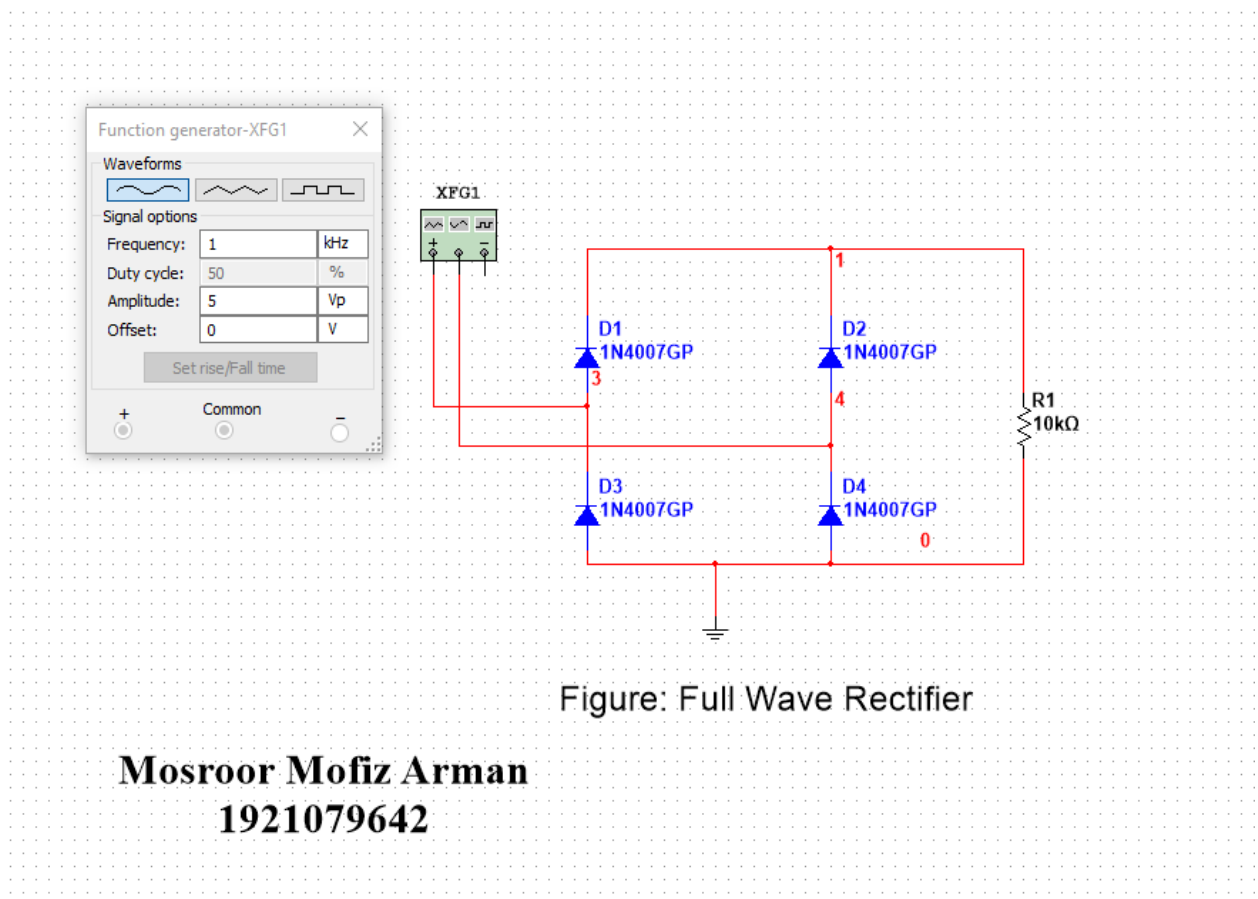 Function generator-XFG1
Waveforms
Signal options
Frequency: 1 kHz
Duty cycle: 50 %
Amplitude: 5 Vp
Offset: 0 V
Set rise/Fall time
+ Common −
XFG1
+ −
1
D1
1N4007GP
D2
1N4007GP
3
4
R1
10kΩ
D3
1N4007GP
D4
1N4007GP
0
Figure: Full Wave Rectifier
Mosroor Mofiz Arman
1921079642